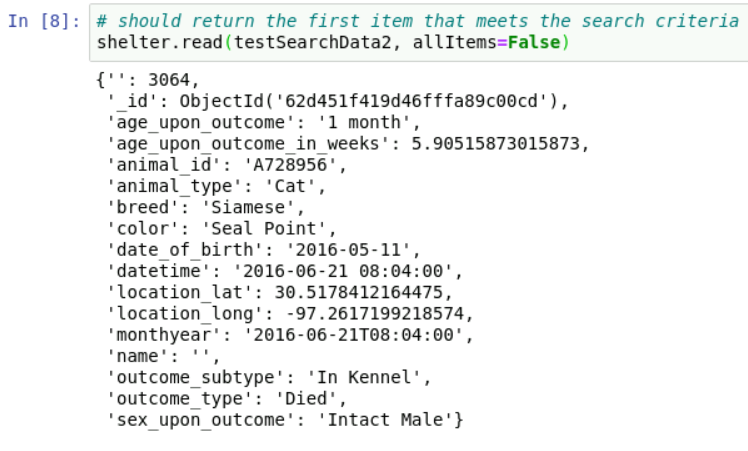 In [8]: # should return the first item that meets the search criteria
shelter.read(testSearchData2, allItems=False)
{'': 3064,
 '_id': ObjectId('62d451f419d46fffa89c00cd'),
 'age_upon_outcome': '1 month',
 'age_upon_outcome_in_weeks': 5.90515873015873,
 'animal_id': 'A728956',
 'animal_type': 'Cat',
 'breed': 'Siamese',
 'color': 'Seal Point',
 'date_of_birth': '2016-05-11',
 'datetime': '2016-06-21 08:04:00',
 'location_lat': 30.5178412164475,
 'location_long': -97.2617199218574,
 'monthyear': '2016-06-21T08:04:00',
 'name': '',
 'outcome_subtype': 'In Kennel',
 'outcome_type': 'Died',
 'sex_upon_outcome': 'Intact Male'}